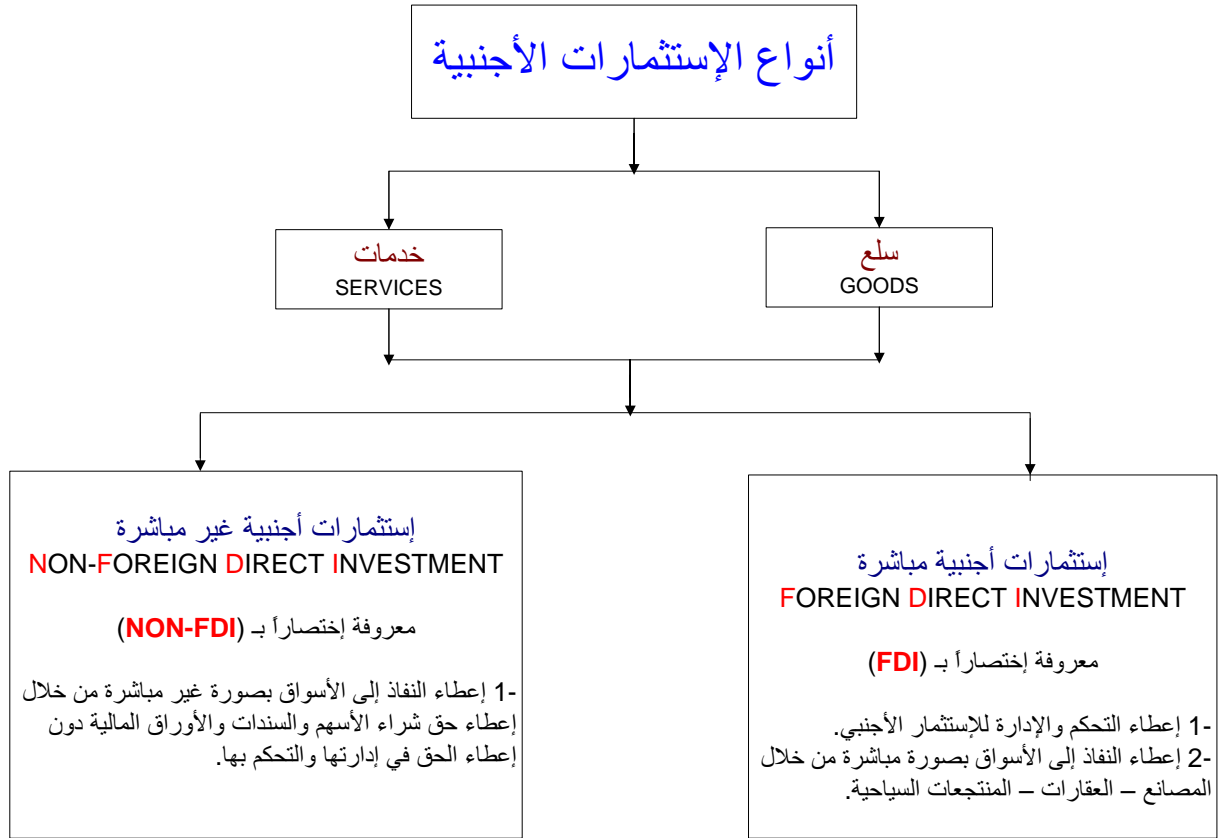 أنواع الإستثمارات الأجنبية
سلع
GOODS
خدمات
SERVICES
إستثمارات أجنبية مباشرة
FOREIGN DIRECT INVESTMENT
معروفة إختصاراً بـ (FDI)
1- إعطاء التحكم والإدارة للإستثمار الأجنبي.
2- إعطاء النفاذ إلى الأسواق بصورة مباشرة من خلال
المصانع – العقارات – المنتجعات السياحية.
إستثمارات أجنبية غير مباشرة
NON-FOREIGN DIRECT INVESTMENT
معروفة إختصاراً بـ (NON-FDI)
1- إعطاء النفاذ إلى الأسواق بصورة غير مباشرة من خلال
إعطاء حق شراء الأسهم والسندات والأوراق المالية دون
إعطاء الحق في إدارتها والتحكم بها.